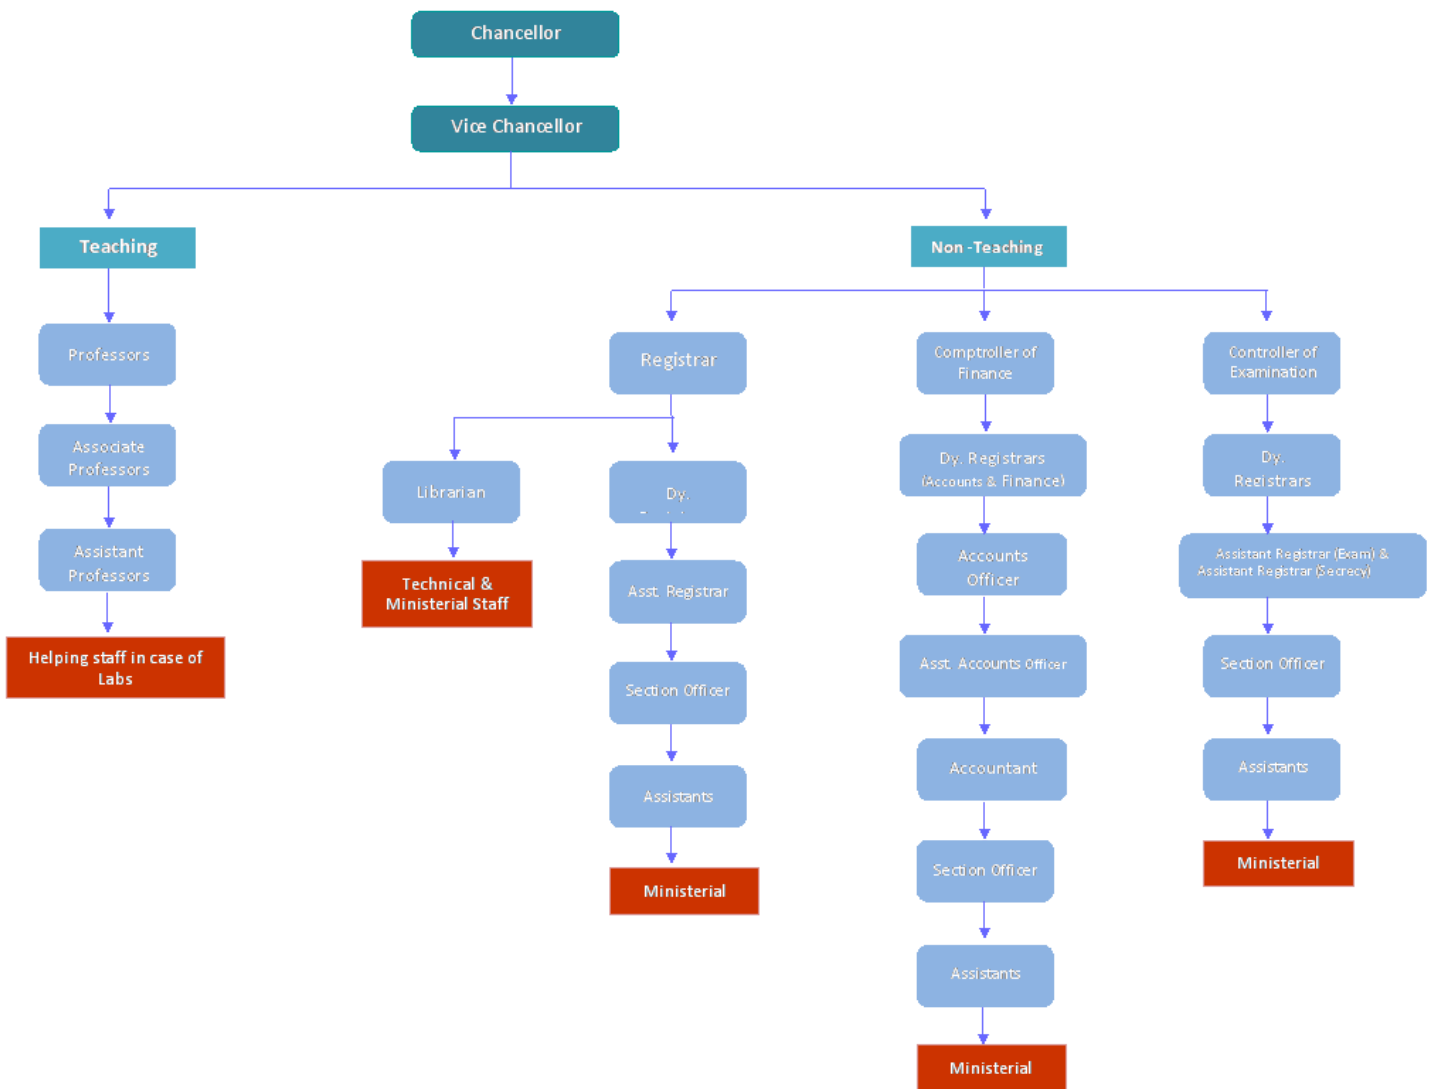 Chancellor
Vice Chancellor
Teaching
Non -Teaching
Professors
Associate
Professors
Assistant
Professors
Helping staff in case of
Labs
Registrar
Librarian
Technical &
Ministerial Staff
Dy.
Asst. Registrar
Section Officer
Assistants
Ministerial
Comptroller of
Finance
Dy. Registrars
(Accounts & Finance)
Accounts
Officer
Asst. Accounts Officer
Accountant
Section Officer
Assistants
Ministerial
Controller of
Examination
Dy.
Registrars
Assistant Registrar (Exam) &
Assistant Registrar (Secrecy)
Section Officer
Assistants
Ministerial